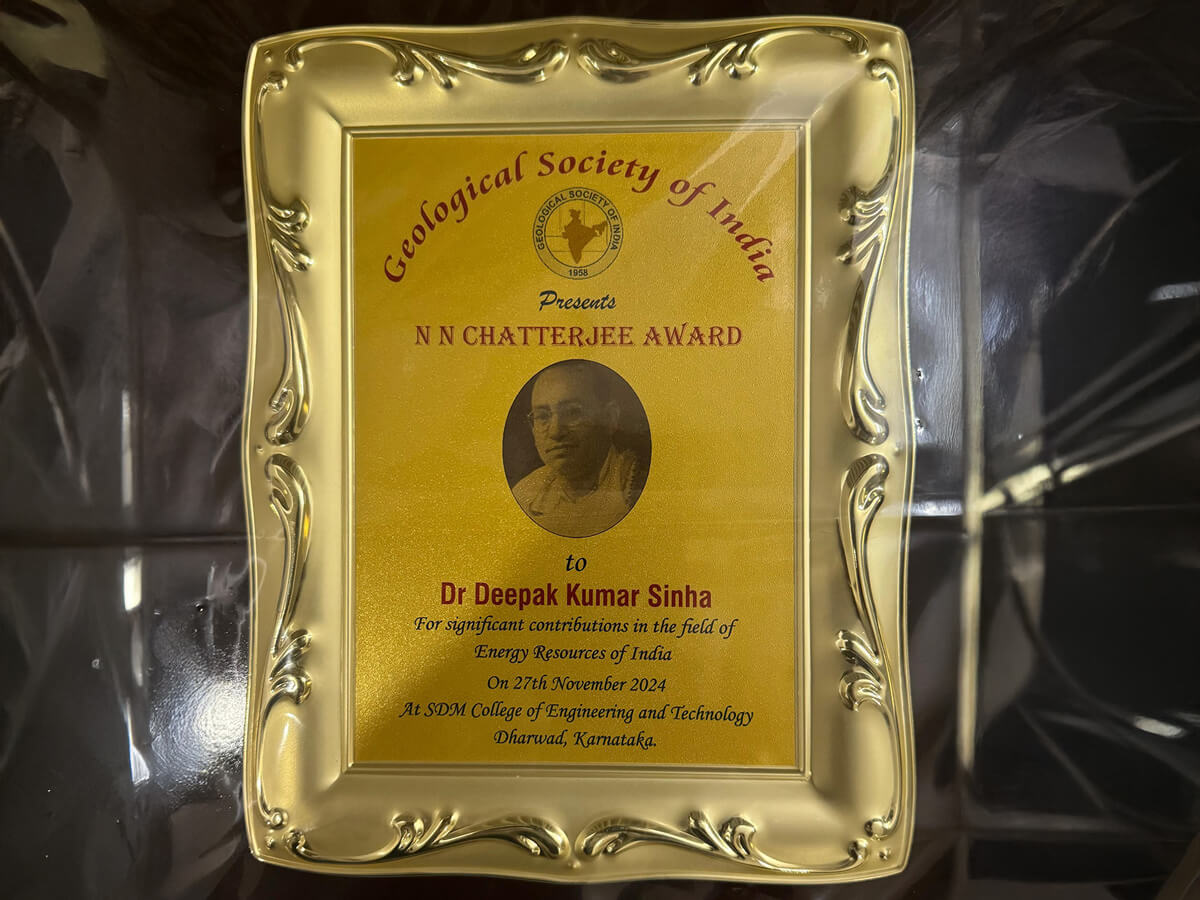 Geological Society of India
GEOLOGICAL SOCIETY OF INDIA
1958
Presents
N N CHATTERJEE AWARD
to
Dr Deepak Kumar Sinha
For significant contributions in the field of
Energy Resources of India
On 27th November 2024
At SDM College of Engineering and Technology
Dharwad, Karnataka.